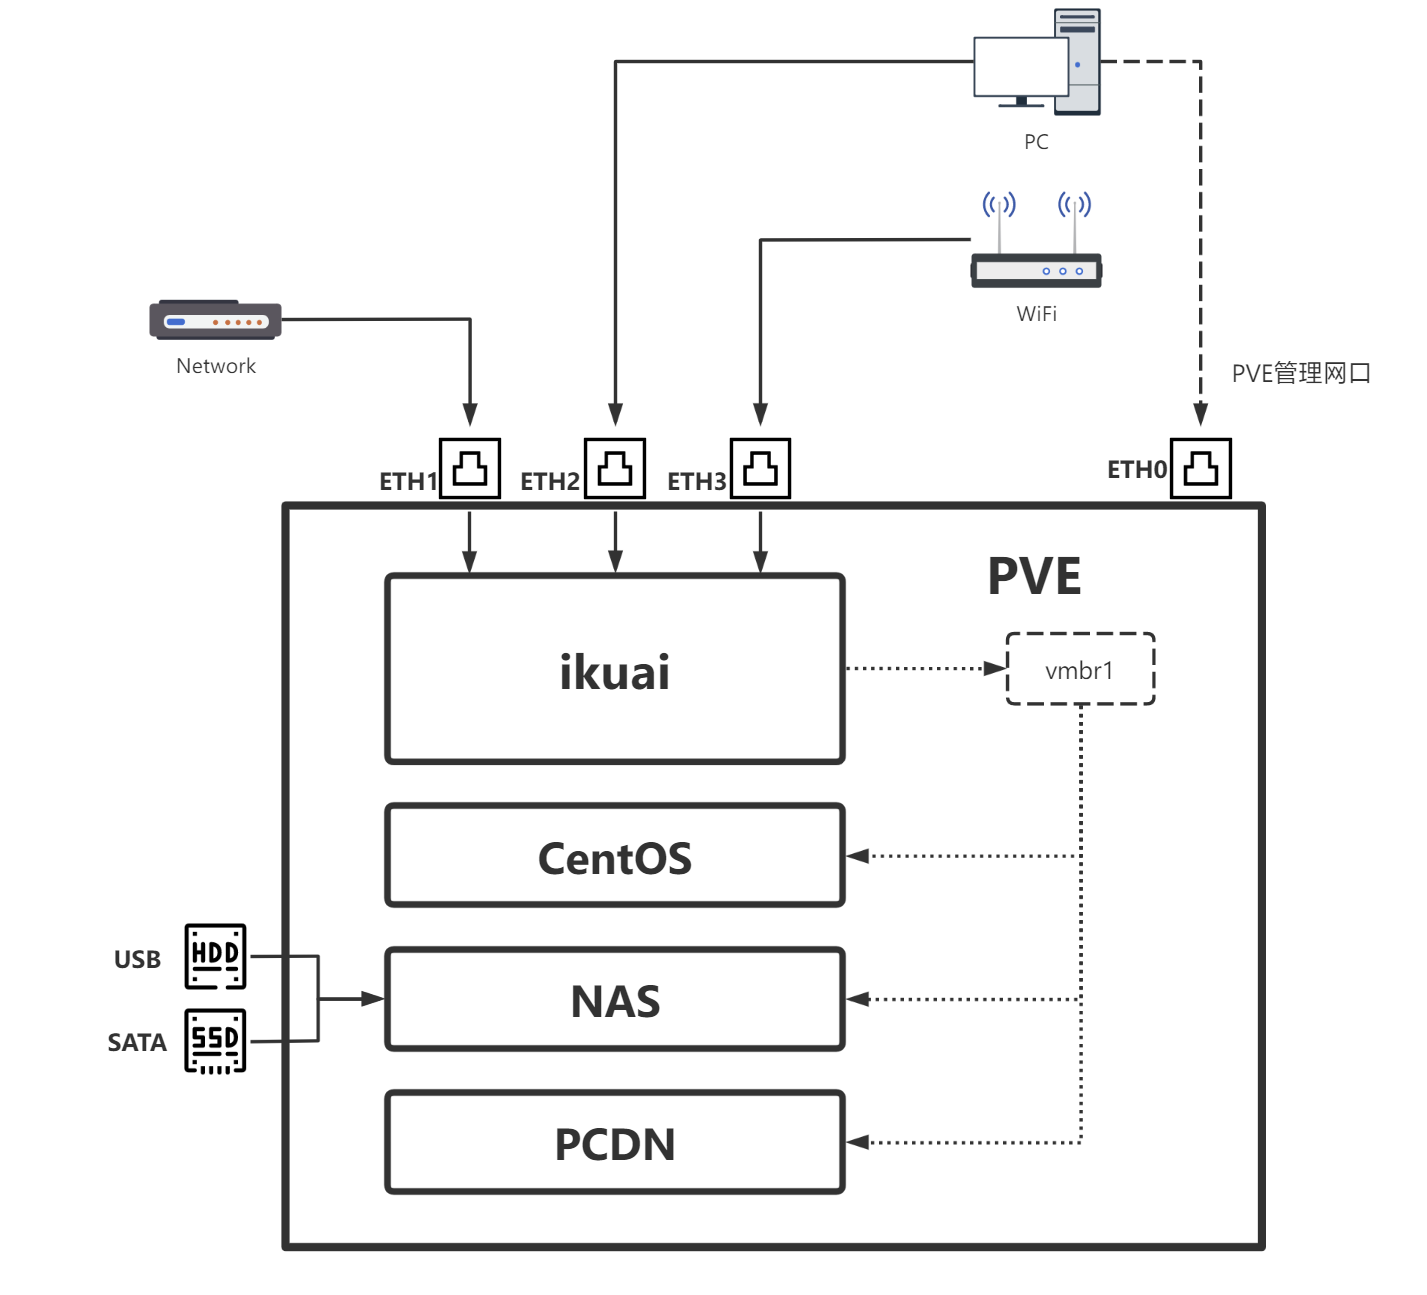 PC
WiFi
Network
PVE管理网口
ETH1
ETH2
ETH3
ETH0
PVE
ikuai
vmbr1
CentOS
USB
HDD
NAS
SATA
SSD
PCDN